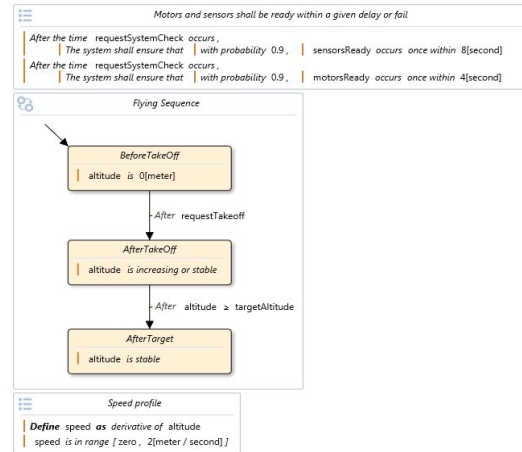 Motors and sensors shall be ready within a given delay or fail
After the time requestSystemCheck occurs ,
The system shall ensure that with probability 0.9 , sensorsReady occurs once within 8[second]
After the time requestSystemCheck occurs ,
The system shall ensure that with probability 0.9 , motorsReady occurs once within 4[second]
Flying Sequence
BeforeTakeOff
altitude is 0[meter]
After requestTakeoff
AfterTakeOff
altitude is increasing or stable
After altitude ≥ targetAltitude
AfterTarget
altitude is stable
Speed profile
Define speed as derivative of altitude
speed is in range [ zero , 2[meter / second] ]